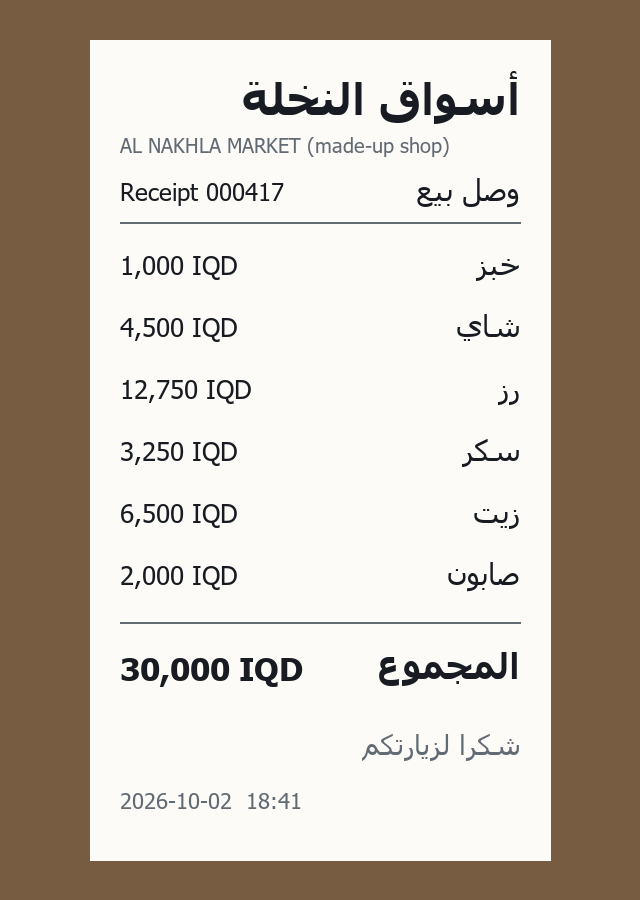 أسواق النخلة
AL NAKHLA MARKET (made-up shop)
وصل بيع Receipt 000417
خبز 1,000 IQD
شاي 4,500 IQD
رز 12,750 IQD
سكر 3,250 IQD
زيت 6,500 IQD
صابون 2,000 IQD
المجموع 30,000 IQD
شكرا لزيارتكم
2026-10-02 18:41